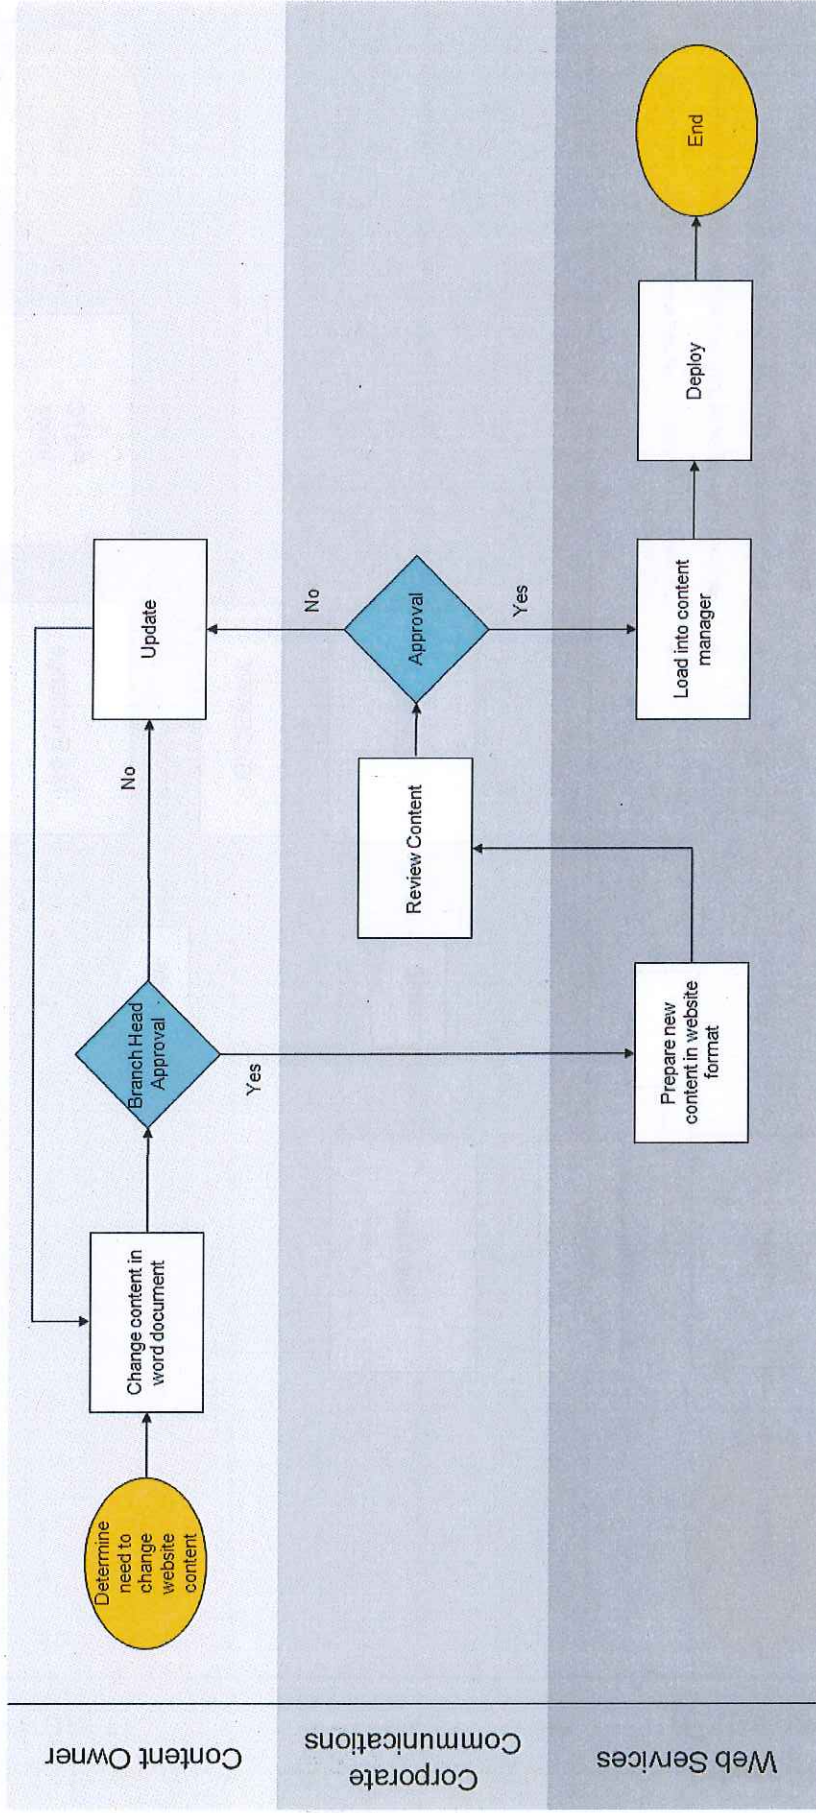 Content Owner
Corporate
Communications
Web Services
Determine
need to
change
website
content
Change content in
word document
Branch Head
Approval
No
Yes
Update
Prepare new
content in website
format
Review Content
Approval
No
Yes
Load into content
manager
Deploy
End